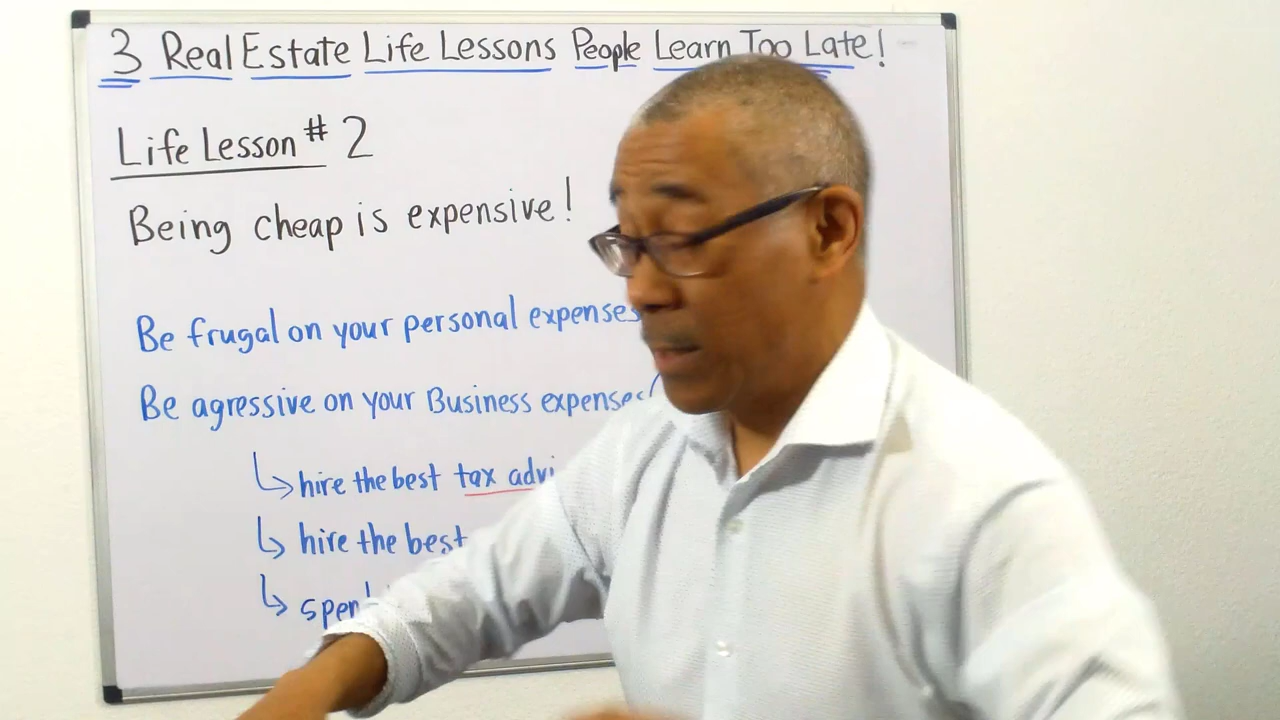 3 Real Estate Life Lessons People Learn Too Late!
Life Lesson # 2
Being cheap is expensive!
Be frugal on your personal expenses
Be agressive on your Business expenses (
↳ hire the best tax
↳ hire the best
↳